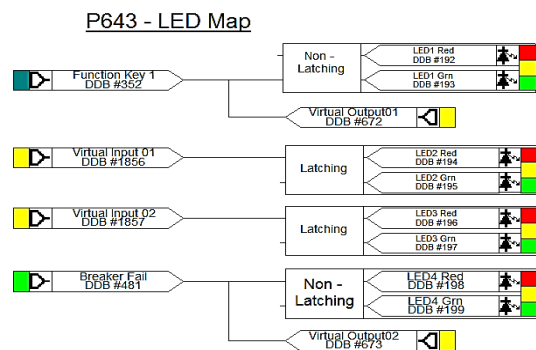 P643 - LED Map
Function Key 1
DDB #352
Non -
Latching
LED1 Red
DDB #192
LED1 Grn
DDB #193
Virtual Output01
DDB #672
Virtual Input 01
DDB #1856
Latching
LED2 Red
DDB #194
LED2 Grn
DDB #195
Virtual Input 02
DDB #1857
Latching
LED3 Red
DDB #196
LED3 Grn
DDB #197
Breaker Fail
DDB #481
Non -
Latching
LED4 Red
DDB #198
LED4 Grn
DDB #199
Virtual Output02
DDB #673